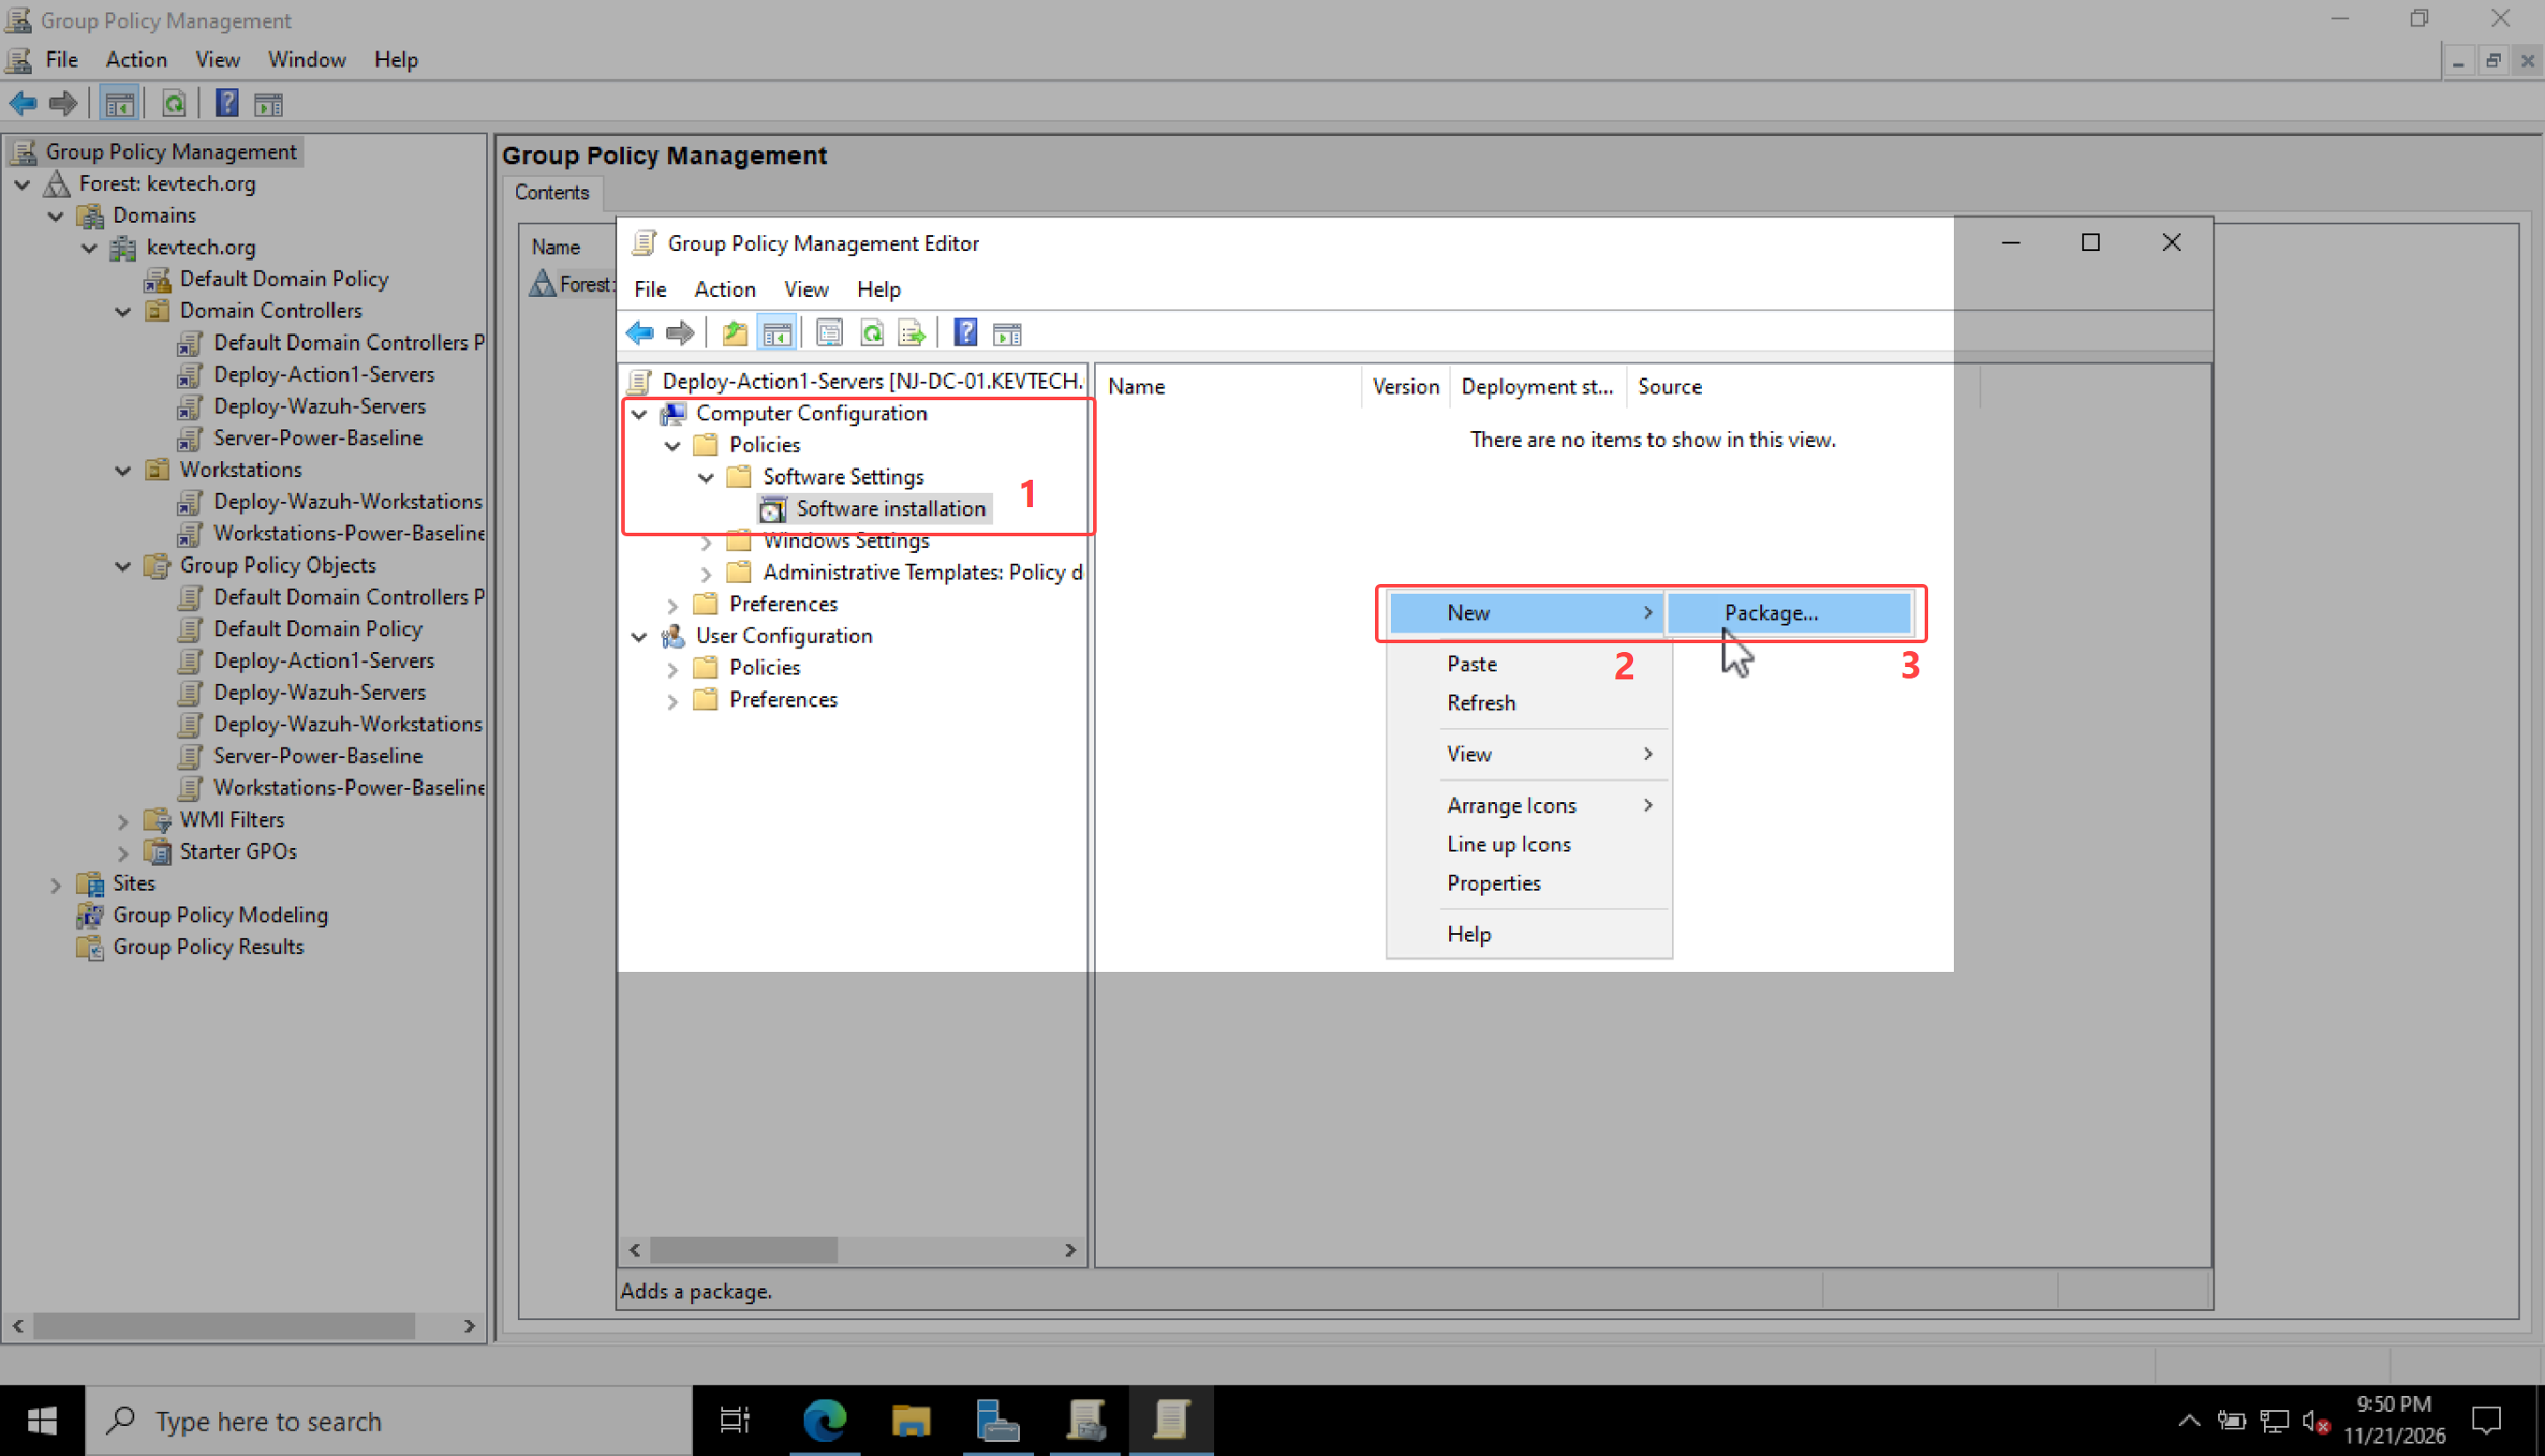 Group Policy Management
File Action View Window Help
Group Policy Management
Forest: kevtech.org
Domains
kevtech.org
Default Domain Policy
Domain Controllers
Default Domain Controllers P
Deploy-Action1-Servers
Deploy-Wazuh-Servers
Server-Power-Baseline
Workstations
Deploy-Wazuh-Workstations
Workstations-Power-Baseline
Group Policy Objects
Default Domain Controllers P
Default Domain Policy
Deploy-Action1-Servers
Deploy-Wazuh-Servers
Deploy-Wazuh-Workstations
Server-Power-Baseline
Workstations-Power-Baseline
WMI Filters
Starter GPOs
Sites
Group Policy Modeling
Group Policy Results
Group Policy Management
Contents
Name
Forest:
Group Policy Management Editor
File Action View Help
Deploy-Action1-Servers [NJ-DC-01.KEVTECH.
Computer Configuration
Policies
Software Settings
Software installation
1
Windows Settings
Administrative Templates: Policy d
Preferences
User Configuration
Policies
Preferences
Name Version Deployment st... Source
There are no items to show in this view.
New Package...
2 3
Paste
Refresh
View
Arrange Icons
Line up Icons
Properties
Help
Adds a package.
Type here to search
9:50 PM
11/21/2026